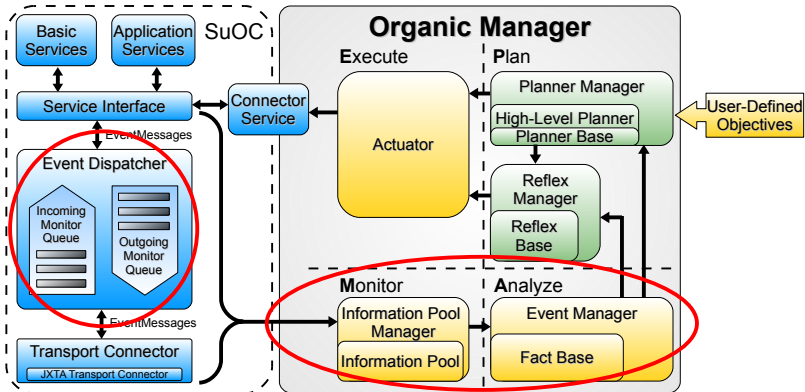 SuOC
Basic
Services
Application
Services
Service Interface
EventMessages
Event Dispatcher
Incoming
Monitor
Queue
Outgoing
Monitor
Queue
EventMessages
Transport Connector
JXTA Transport Connector
Connector
Service
Organic Manager
Execute
Actuator
Plan
Planner Manager
High-Level Planner
Planner Base
Reflex
Manager
Reflex
Base
User-Defined
Objectives
Monitor
Information Pool
Manager
Information Pool
Analyze
Event Manager
Fact Base